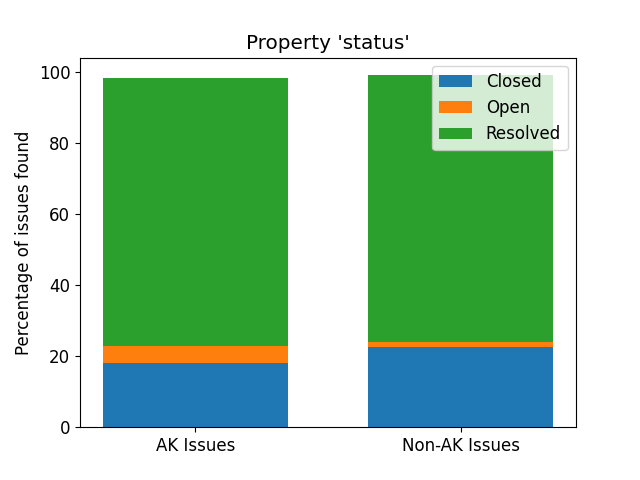 Property 'status'
Percentage of issues found
100
80
60
40
20
0
Closed
Open
Resolved
AK Issues
Non-AK Issues